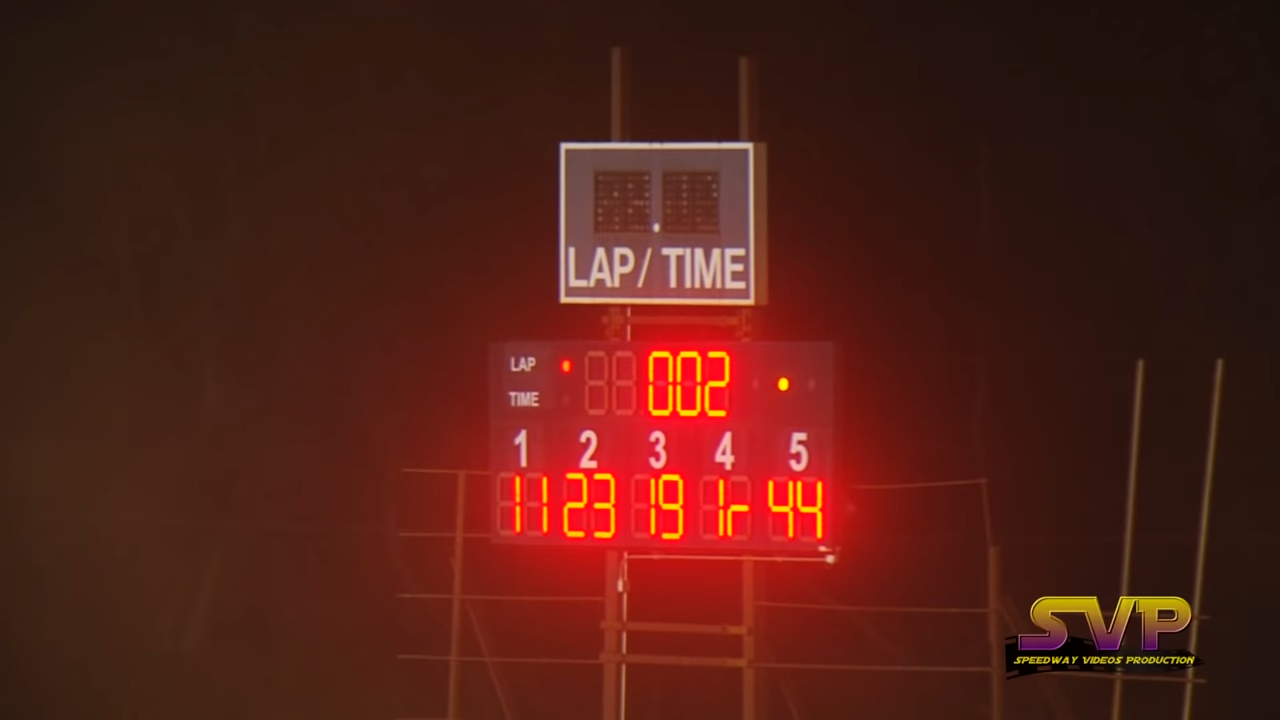 LAP/ TIME
LAP 002
TIME
1 2 3 4 5
11 23 19 1r 44
SVP
SPEEDWAY VIDEOS PRODUCTION